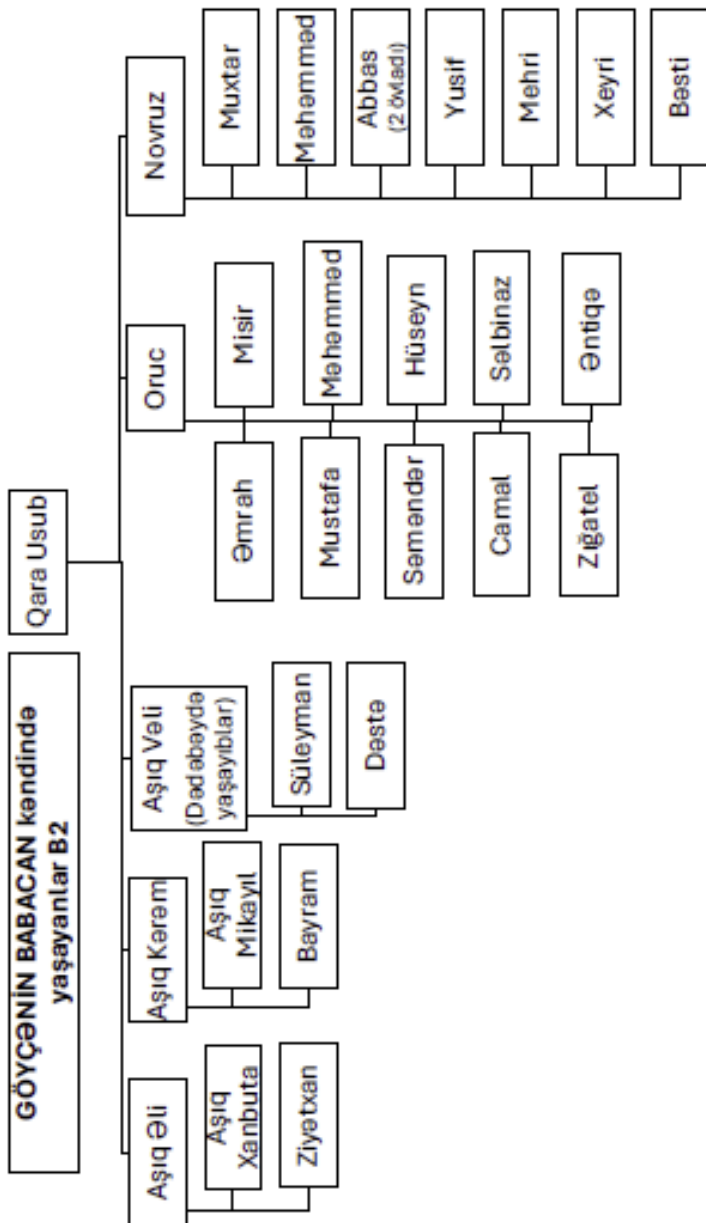 GÖYÇƏNİN BABACAN kəndində
yaşayanlar B2
Qara Usub
Aşıq Əli
Aşıq
Xanbuta
Ziyətxan
Aşıq Kərəm
Aşıq
Mikayıl
Bayram
Aşıq Vəli
(Dədəbəydə
yaşayıblar)
Süleyman
Dəstə
Oruc
Əmrah
Misir
Mustafa
Məhəmməd
Səməndər
Hüseyn
Camal
Səlbinaz
Zığatel
Əntiqə
Novruz
Muxtar
Məhəmməd
Abbas
(2 övladı)
Yusif
Mehri
Xeyri
Bəsti